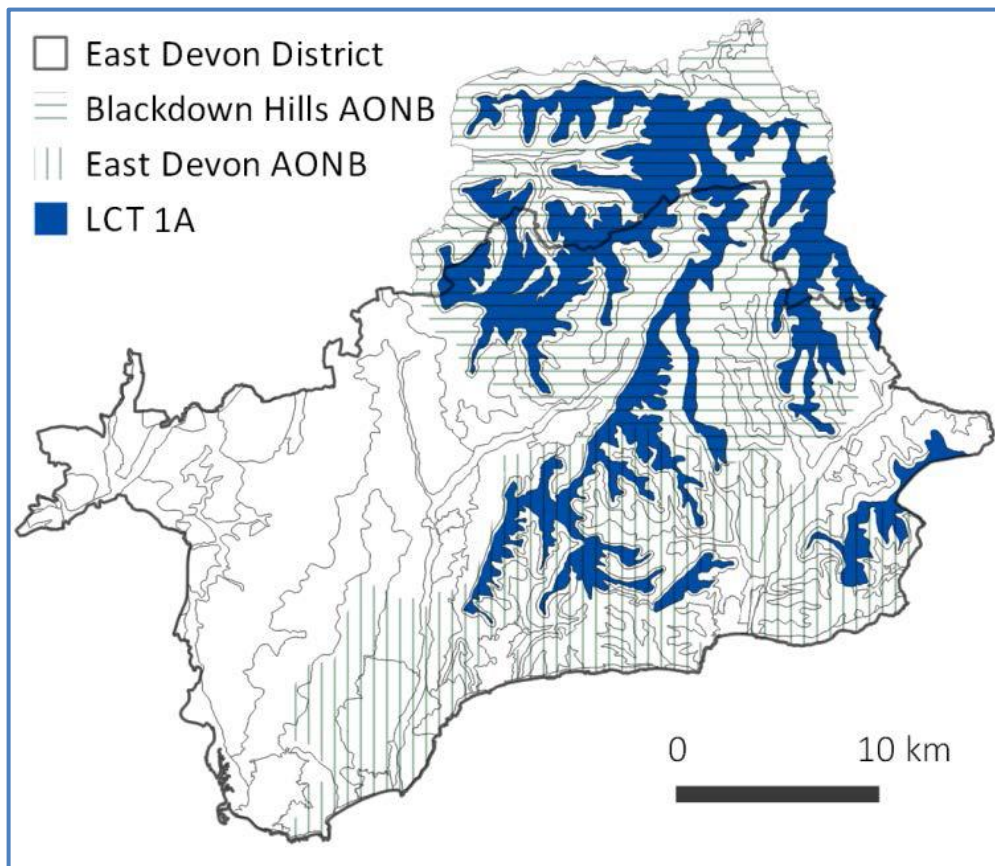 East Devon District
Blackdown Hills AONB
East Devon AONB
LCT 1A
0 10 km